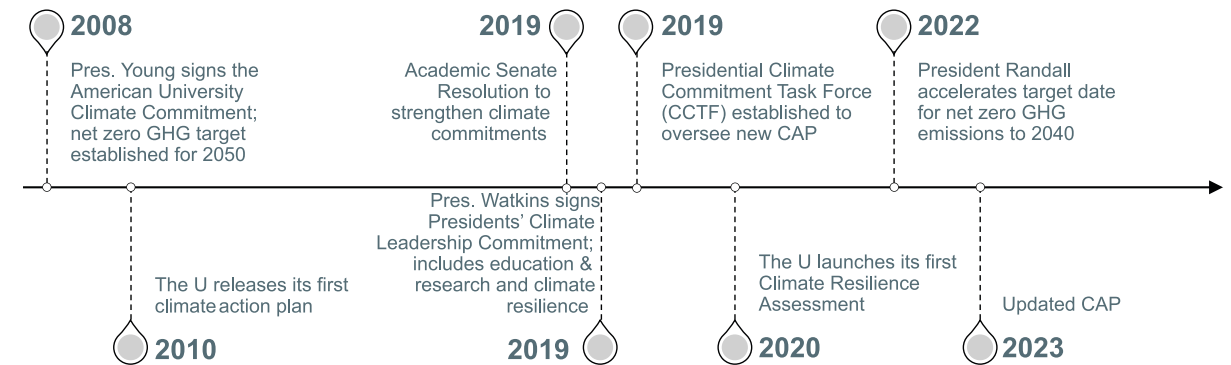 2008
Pres. Young signs the
American University
Climate Commitment;
net zero GHG target
established for 2050
2019
Academic Senate
Resolution to
strengthen climate
commitments
2019
Presidential Climate
Commitment Task Force
(CCTF) established to
oversee new CAP
2022
President Randall
accelerates target date
for net zero GHG
emissions to 2040
The U releases its first
climate action plan
2010
Pres. Watkins signs
Presidents’ Climate
Leadership Commitment;
includes education &
research and climate
resilience
2019
The U launches its first
Climate Resilience
Assessment
2020
Updated CAP
2023